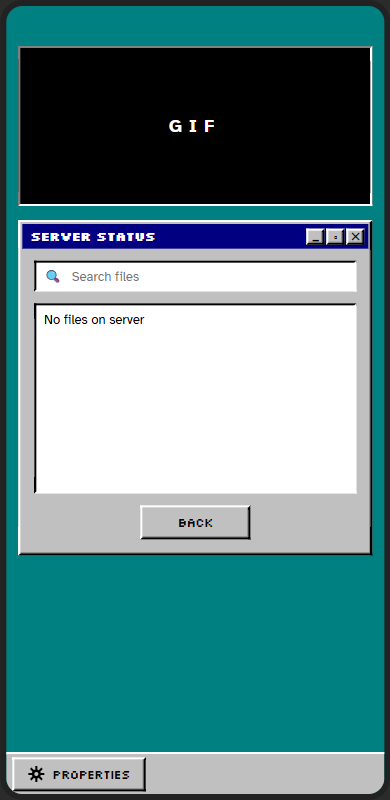 GIF
SERVER STATUS
Search files
No files on server
BACK
PROPERTIES